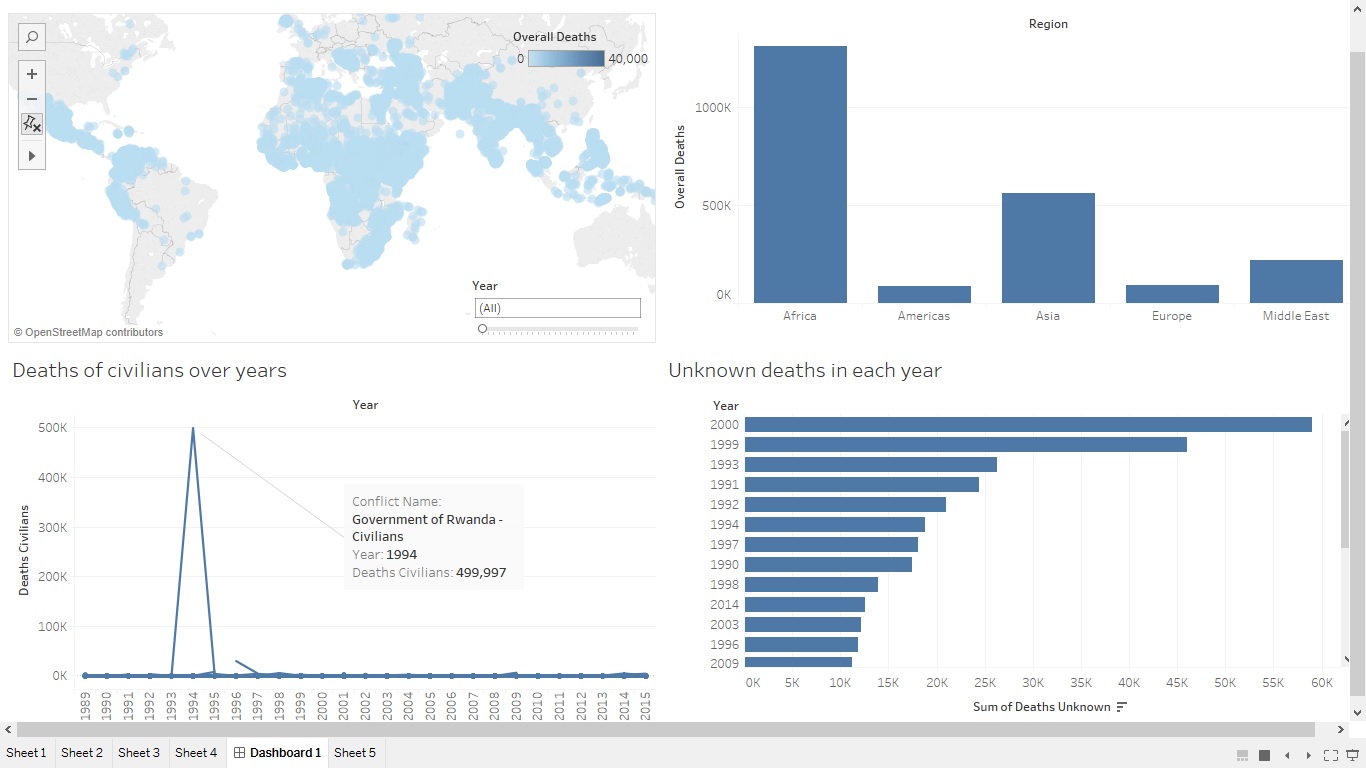 Overall Deaths
0
40,000
Year
(All)
© OpenStreetMap contributors
Region
Overall Deaths
1000K
500K
0K
Africa
Americas
Asia
Europe
Middle East
Deaths of civilians over years
Year
Deaths Civilians
500K
400K
300K
200K
100K
0K
Conflict Name:
Government of Rwanda -
Civilians
Year: 1994
Deaths Civilians: 499,997
1989
1990
1991
1992
1993
1994
1995
1996
1997
1998
1999
2000
2001
2002
2003
2004
2005
2006
2007
2008
2009
2010
2011
2012
2013
2014
2015
Unknown deaths in each year
Year
2000
1999
1993
1991
1992
1994
1997
1990
1998
2014
2003
1996
2009
0K
5K
10K
15K
20K
25K
30K
35K
40K
45K
50K
55K
60K
Sum of Deaths Unknown
Sheet 1
Sheet 2
Sheet 3
Sheet 4
Dashboard 1
Sheet 5